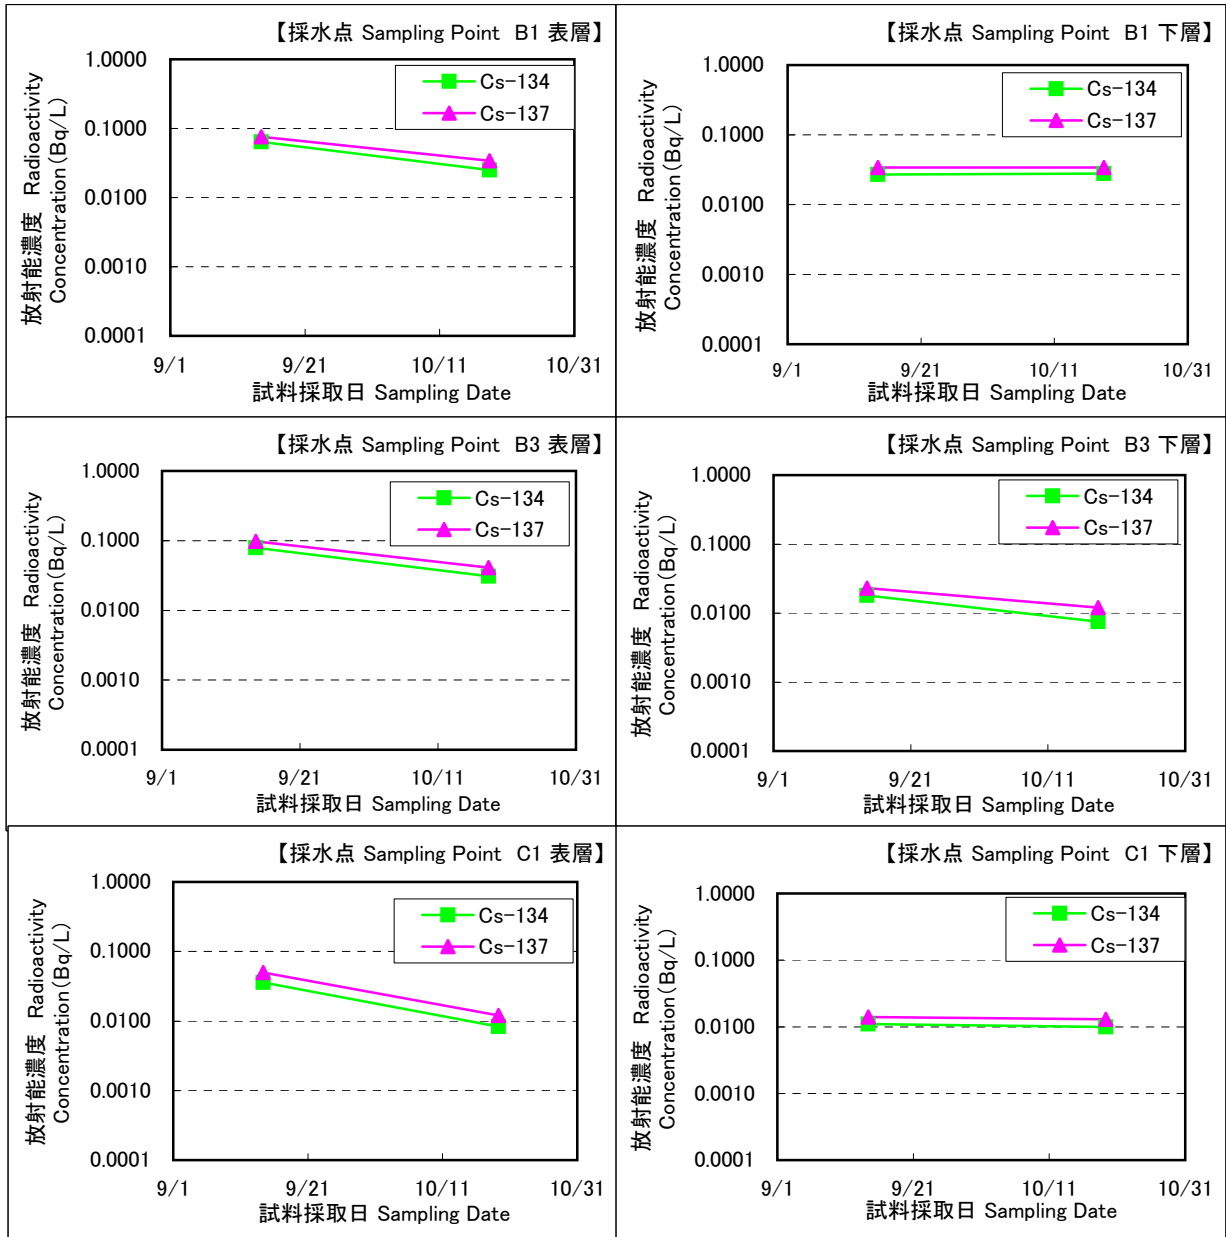 【採水点 Sampling Point B1 表層】
1.0000
0.1000
0.0100
0.0010
0.0001
放射能濃度 Radioactivity
Concentration(Bq/L)
Cs-134
Cs-137
9/1
9/21
10/11
10/31
試料採取日 Sampling Date
【採水点 Sampling Point B1 下層】
1.0000
0.1000
0.0100
0.0010
0.0001
放射能濃度 Radioactivity
Concentration(Bq/L)
Cs-134
Cs-137
9/1
9/21
10/11
10/31
試料採取日 Sampling Date
【採水点 Sampling Point B3 表層】
1.0000
0.1000
0.0100
0.0010
0.0001
放射能濃度 Radioactivity
Concentration(Bq/L)
Cs-134
Cs-137
9/1
9/21
10/11
10/31
試料採取日 Sampling Date
【採水点 Sampling Point B3 下層】
1.0000
0.1000
0.0100
0.0010
0.0001
放射能濃度 Radioactivity
Concentration(Bq/L)
Cs-134
Cs-137
9/1
9/21
10/11
10/31
試料採取日 Sampling Date
【採水点 Sampling Point C1 表層】
1.0000
0.1000
0.0100
0.0010
0.0001
放射能濃度 Radioactivity
Concentration(Bq/L)
Cs-134
Cs-137
9/1
9/21
10/11
10/31
試料採取日 Sampling Date
【採水点 Sampling Point C1 下層】
1.0000
0.1000
0.0100
0.0010
0.0001
放射能濃度 Radioactivity
Concentration(Bq/L)
Cs-134
Cs-137
9/1
9/21
10/11
10/31
試料採取日 Sampling Date